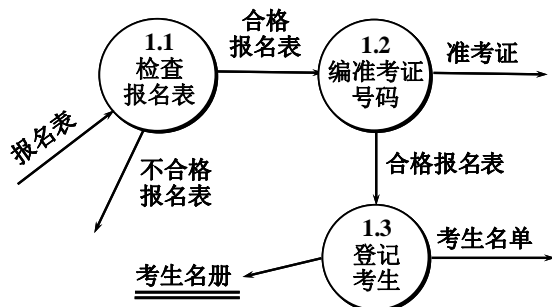 合格
报名表
1.1
检查
报名表
1.2
编准考证
号码
准考证
报名表
不合格
报名表
合格报名表
1.3
登记
考生
考生名单
考生名册